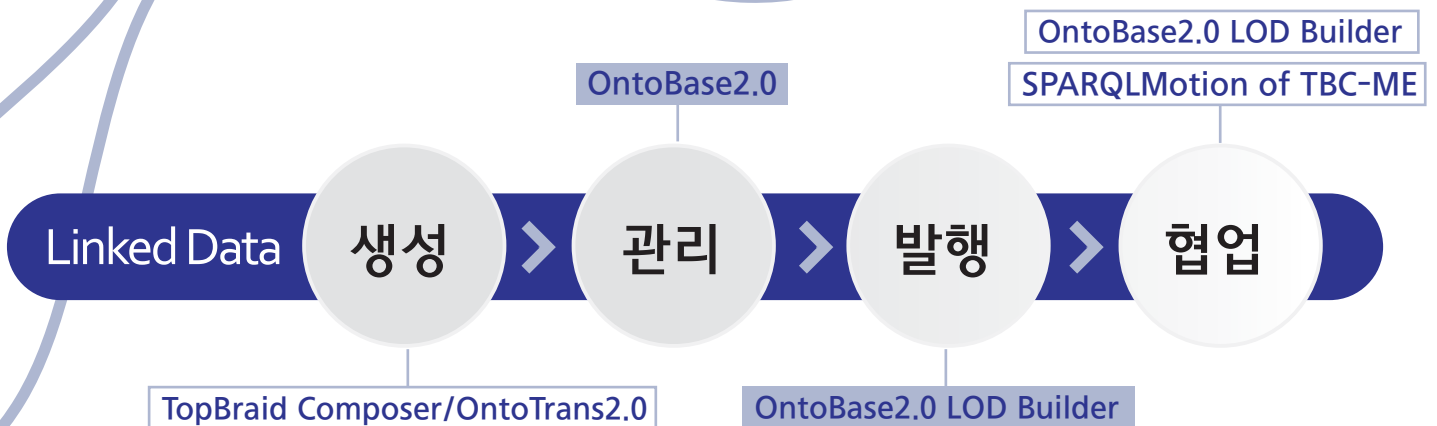 OntoBase2.0 LOD Builder
OntoBase2.0
SPARQLMotion of TBC-ME
Linked Data 생성 관리 발행 협업
TopBraid Composer/OntoTrans2.0
OntoBase2.0 LOD Builder